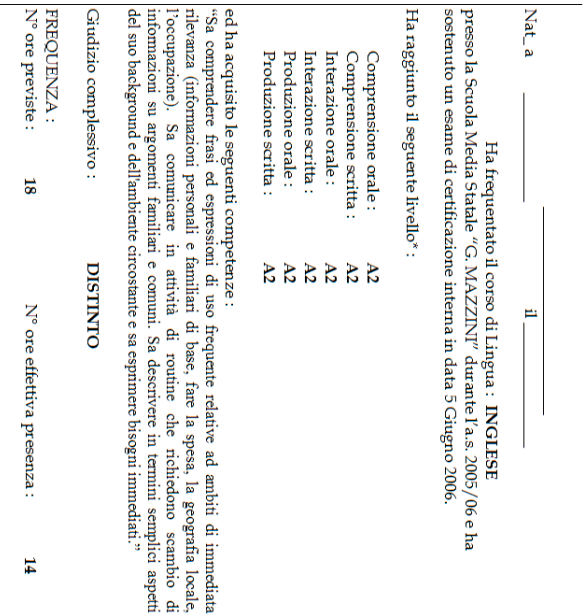 Nat_ a ____________ il ____________
Ha frequentato il corso di Lingua : INGLESE
presso la Scuola Media Statale “G. MAZZINI” durante l’a.s. 2005/06 e ha
sostenuto un esame di certificazione interna in data 5 Giugno 2006.
Ha raggiunto il seguente livello* :
Comprensione orale : A2
Comprensione scritta : A2
Interazione orale : A2
Interazione scritta : A2
Produzione orale : A2
Produzione scritta : A2
ed ha acquisito le seguenti competenze :
“Sa comprendere frasi ed espressioni di uso frequente relative ad ambiti di immediata
rilevanza (informazioni personali e familiari di base, fare la spesa, la geografia locale,
l’occupazione). Sa comunicare in attività di routine che richiedono scambio di
informazioni su argomenti familiari e comuni. Sa descrivere in termini semplici aspetti
del suo background e dell'ambiente circostante e sa esprimere bisogni immediati.”
Giudizio complessivo : DISTINTO
FREQUENZA :
N° ore previste : 18 N° ore effettiva presenza : 14